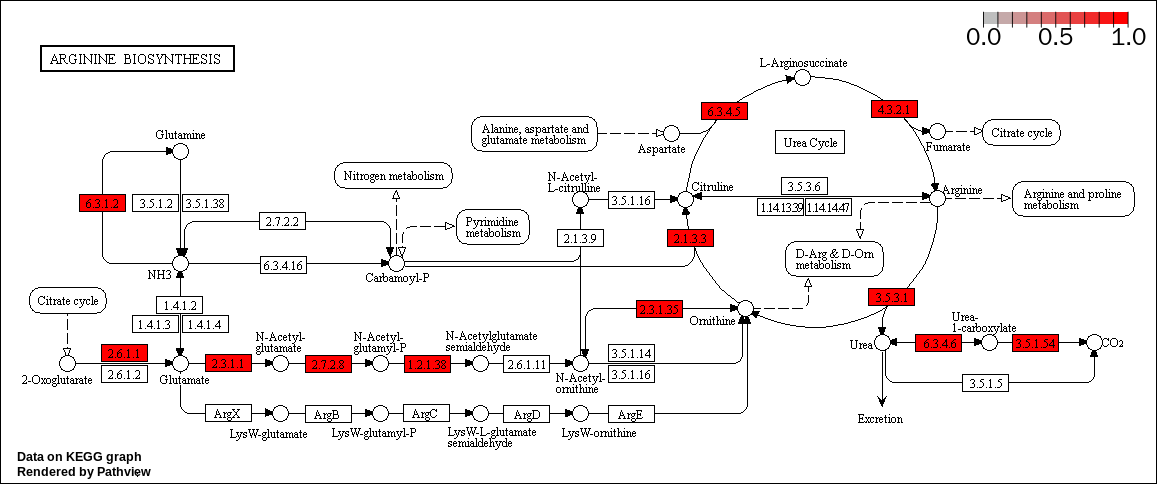 0.0 0.5 1.0
ARGININE BIOSYNTHESIS
L-Arginosuccinate
6.3.4.5
4.3.2.1
Alanine, aspartate and
glutamate metabolism
Aspartate
Urea Cycle
Fumarate
Citrate cycle
Glutamine
Nitrogen metabolism
N-Acetyl-
L-citrulline
Citruline
3.5.3.6
Arginine
Arginine and proline
metabolism
6.3.1.2
3.5.1.2
3.5.1.38
3.5.1.16
1.14.13.39
1.14.14.47
2.7.2.2
Pyrimidine
metabolism
2.1.3.9
2.1.3.3
D-Arg & D-Orn
metabolism
NH3
6.3.4.16
Carbamoyl-P
Citrate cycle
1.4.1.2
1.4.1.3
1.4.1.4
2.3.1.35
Ornithine
3.5.3.1
Urea-
1-carboxylate
N-Acetyl-
glutamate
N-Acetyl-
glutamyl-P
N-Acetylglutamate
semialdehyde
Urea
6.3.4.6
3.5.1.54
CO2
2.6.1.1
2.6.1.2
2.3.1.1
2.7.2.8
1.2.1.38
2.6.1.11
3.5.1.14
3.5.1.16
2-Oxoglutarate
Glutamate
N-Acetyl-
ornithine
3.5.1.5
ArgX
ArgB
ArgC
ArgD
ArgE
Excretion
LysW-glutamate
LysW-glutamyl-P
LysW-L-glutamate
semialdehyde
LysW-ornithine
Data on KEGG graph
Rendered by Pathview